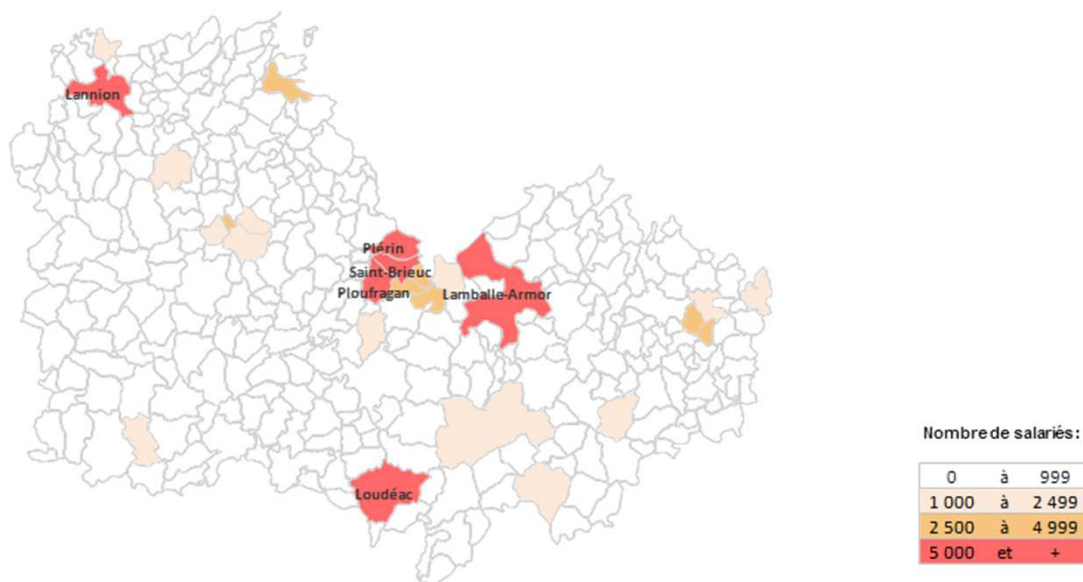 Lannion
Plérin
Saint-Brieuc
Ploufragan
Lamballe-Armor
Loudéac
Nombre de salariés :
0 à 999
1 000 à 2 499
2 500 à 4 999
5 000 et +